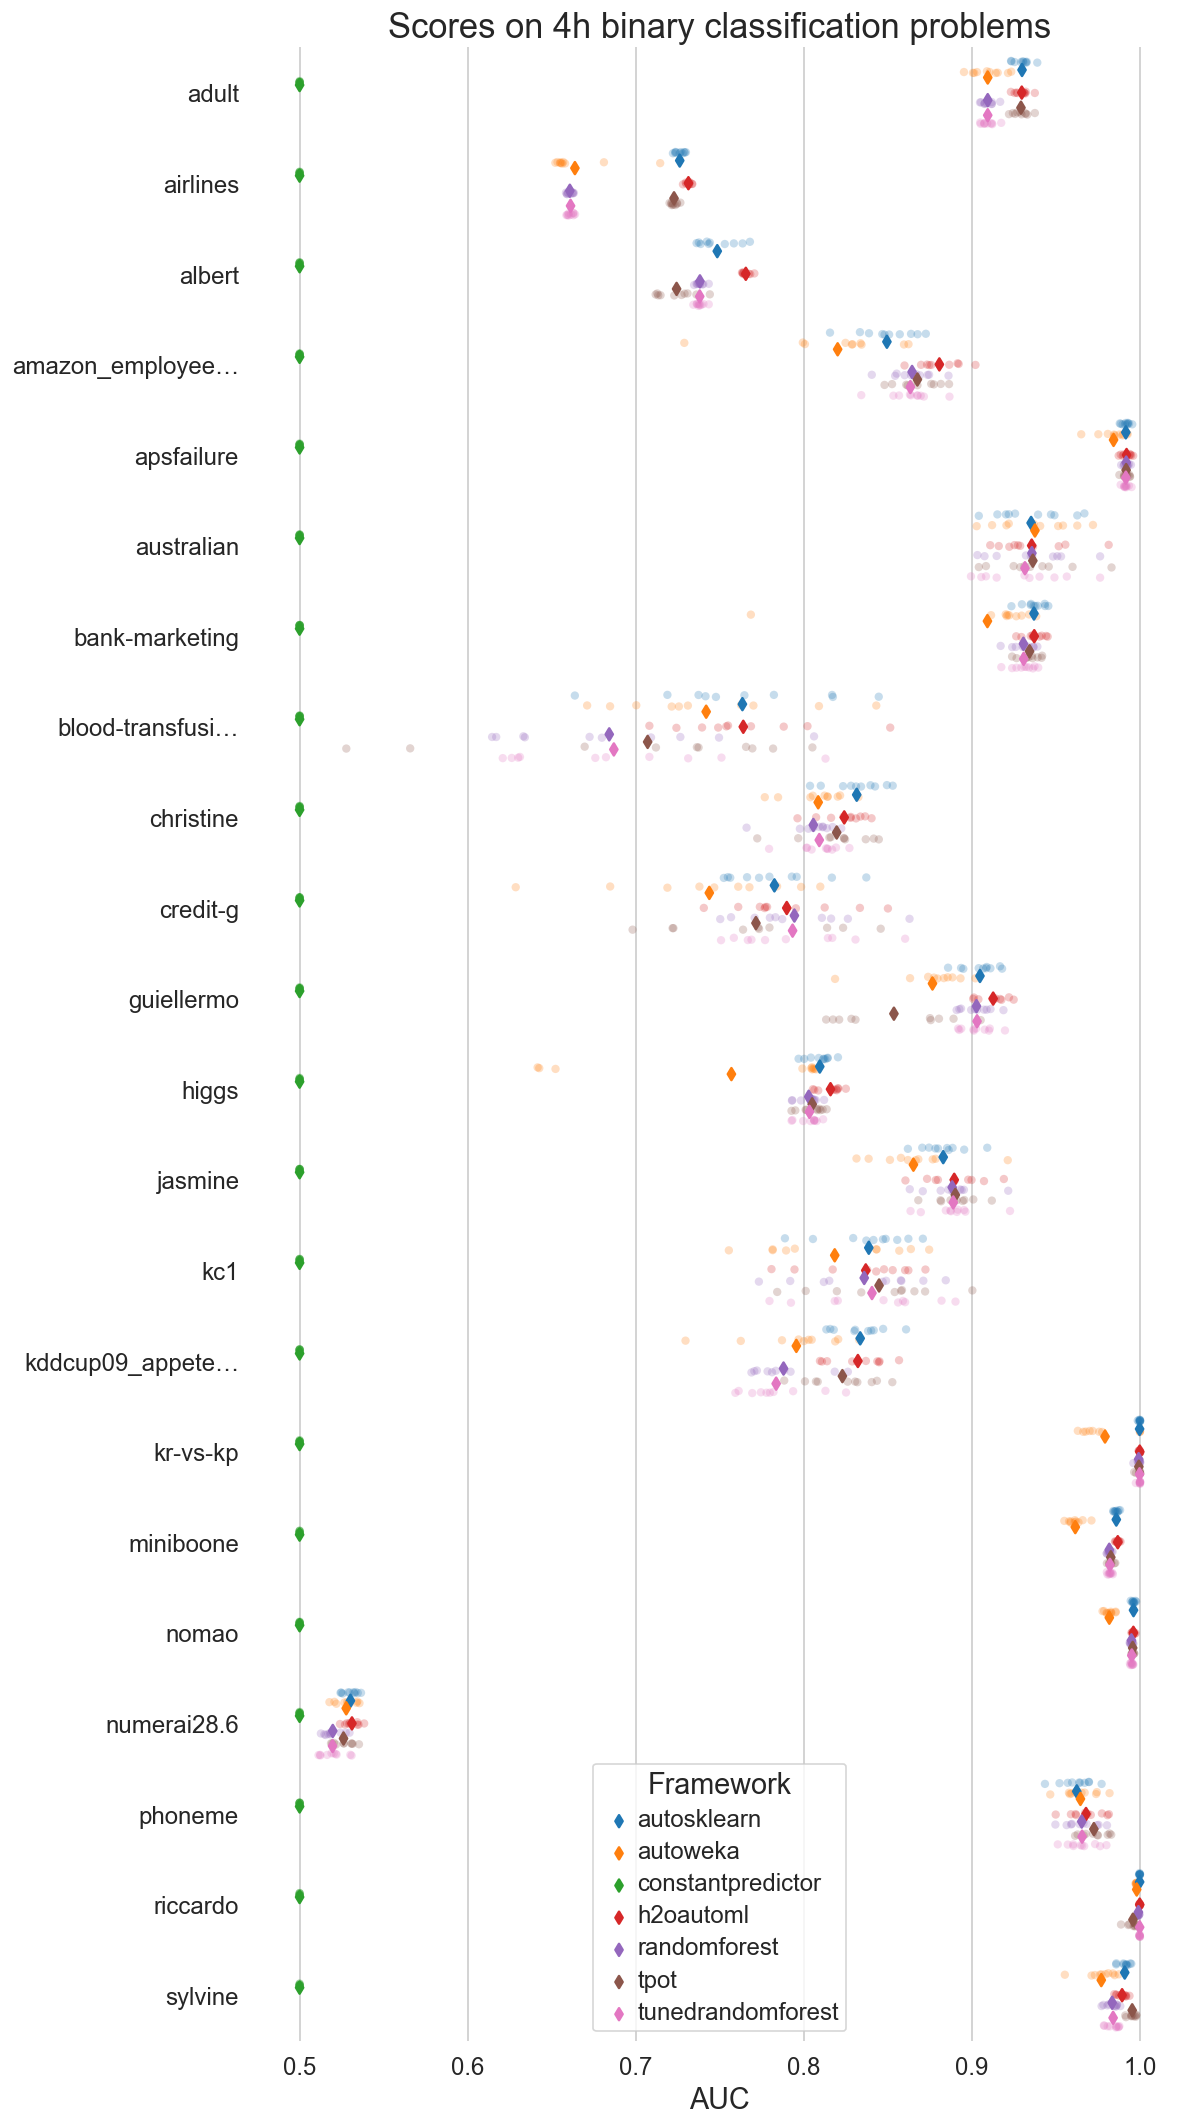 Scores on 4h binary classification problems
adult
airlines
albert
amazon_employee…
apsfailure
australian
bank-marketing
blood-transfusi…
christine
credit-g
guiellermo
higgs
jasmine
kc1
kddcup09_appete…
kr-vs-kp
miniboone
nomao
numerai28.6
phoneme
riccardo
sylvine
Framework
autosklearn
autoweka
constantpredictor
h2oautoml
randomforest
tpot
tunedrandomforest
0.5 0.6 0.7 0.8 0.9 1.0
AUC